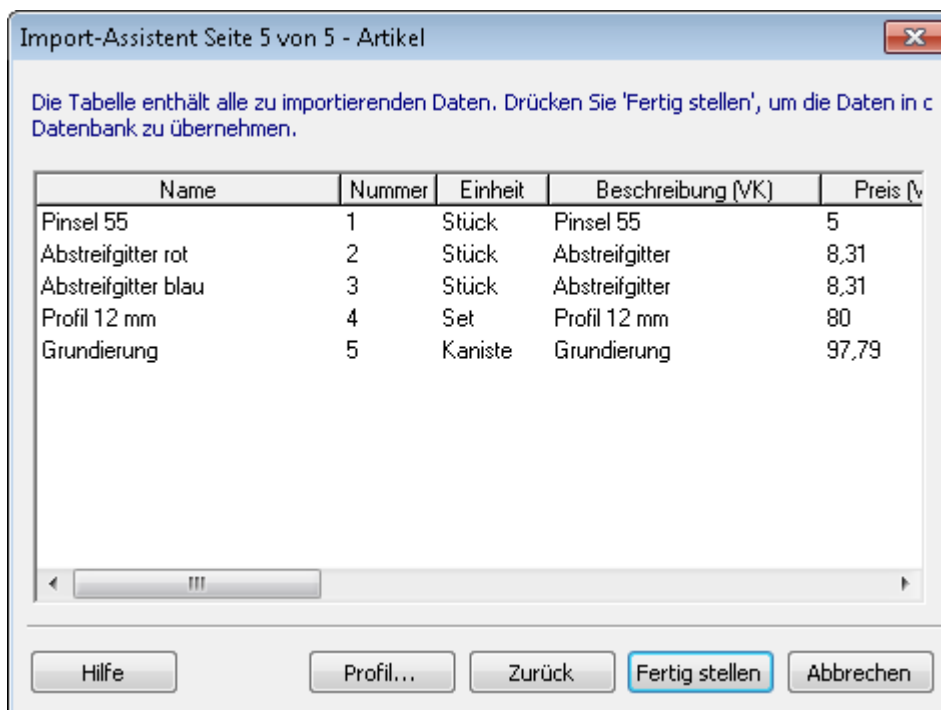 Import-Assistent Seite 5 von 5 - Artikel
Die Tabelle enthält alle zu importierenden Daten. Drücken Sie 'Fertig stellen', um die Daten in
Datenbank zu übernehmen.
Name Nummer Einheit Beschreibung (VK) Preis
Pinsel 55 1 Stück Pinsel 55 5
Abstreifgitter rot 2 Stück Abstreifgitter 8,31
Abstreifgitter blau 3 Stück Abstreifgitter 8,31
Profil 12 mm 4 Set Profil 12 mm 80
Grundierung 5 Kaniste Grundierung 97,79
Hilfe Profil... Zurück Fertig stellen Abbrechen